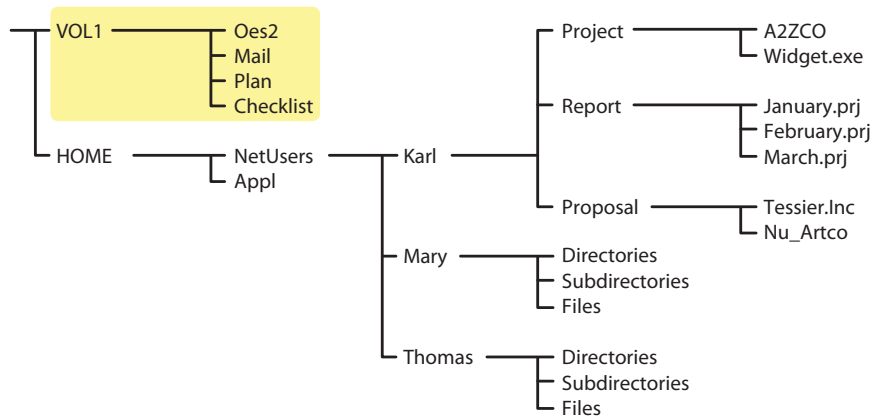 VOL1 Oes2 Project A2ZCO
Mail Widget.exe
Plan
Checklist Report January.prj
February.prj
HOME NetUsers Karl March.prj
Appl
Proposal Tessier.Inc
Nu_Artco
Mary Directories
Subdirectories
Files
Thomas Directories
Subdirectories
Files